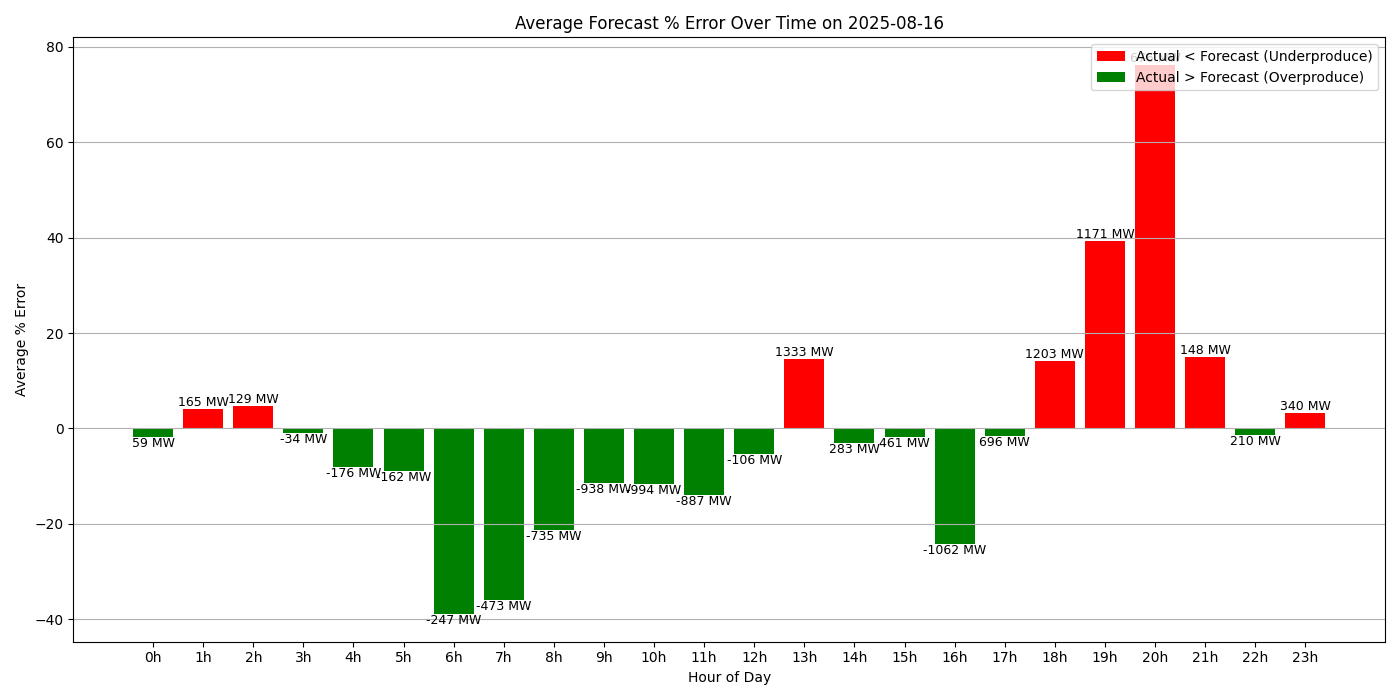 Average Forecast % Error Over Time on 2025-08-16
Actual < Forecast (Underproduce)
Actual > Forecast (Overproduce)
Average % Error
80
60
40
20
0
−20
−40
59 MW
165 MW
129 MW
-34 MW
-176 MW
-162 MW
-247 MW
-473 MW
-735 MW
-938 MW
-994 MW
-887 MW
-106 MW
1333 MW
283 MW
461 MW
-1062 MW
696 MW
1203 MW
1171 MW
148 MW
210 MW
340 MW
0h 1h 2h 3h 4h 5h 6h 7h 8h 9h 10h 11h 12h 13h 14h 15h 16h 17h 18h 19h 20h 21h 22h 23h
Hour of Day